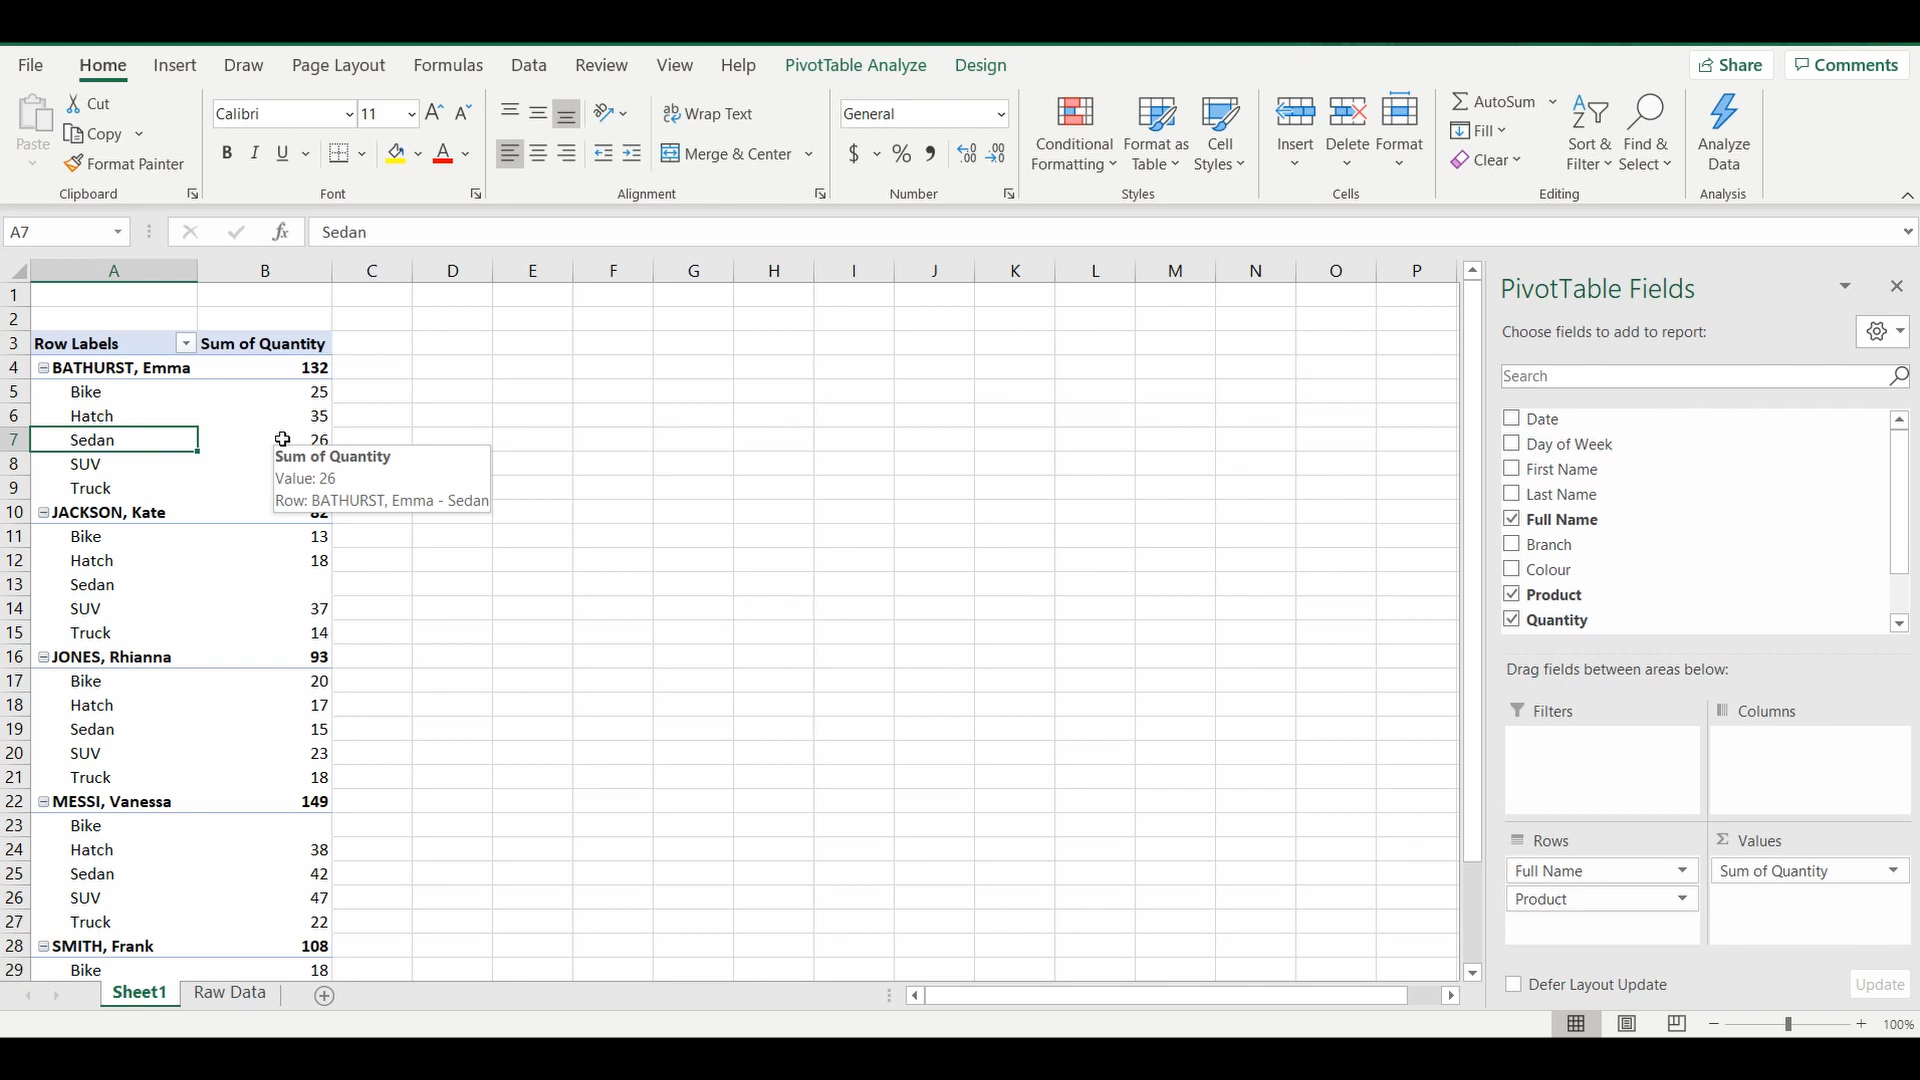 File Home Insert Draw Page Layout Formulas Data Review View Help PivotTable Analyze Design Share Comments
Paste
Cut
Copy
Format Painter
Clipboard
Calibri 11
B I U
Font
Wrap Text
Merge & Center
Alignment
General
$ % ,
Number
Conditional
Formatting
Format as
Table
Cell
Styles
Styles
Insert
Delete
Format
Cells
AutoSum
Fill
Clear
Sort &
Filter
Find &
Select
Editing
Analyze
Data
Analysis
A7 fx Sedan
A B C D E F G H I J K L M N O P
1
2
3 Row Labels Sum of Quantity
4 BATHURST, Emma 132
5 Bike 25
6 Hatch 35
7 Sedan 26
8 SUV
9 Truck
10 JACKSON, Kate 82
11 Bike 13
12 Hatch 18
13 Sedan
14 SUV 37
15 Truck 14
16 JONES, Rhianna 93
17 Bike 20
18 Hatch 17
19 Sedan 15
20 SUV 23
21 Truck 18
22 MESSI, Vanessa 149
23 Bike
24 Hatch 38
25 Sedan 42
26 SUV 47
27 Truck 22
28 SMITH, Frank 108
29 Bike 18
Sum of Quantity
Value: 26
Row: BATHURST, Emma - Sedan
PivotTable Fields
Choose fields to add to report:
Search
Date
Day of Week
First Name
Last Name
Full Name
Branch
Colour
Product
Quantity
Drag fields between areas below:
Filters
Columns
Rows
Full Name
Product
Σ Values
Sum of Quantity
Defer Layout Update
Update
Sheet1 Raw Data
100%